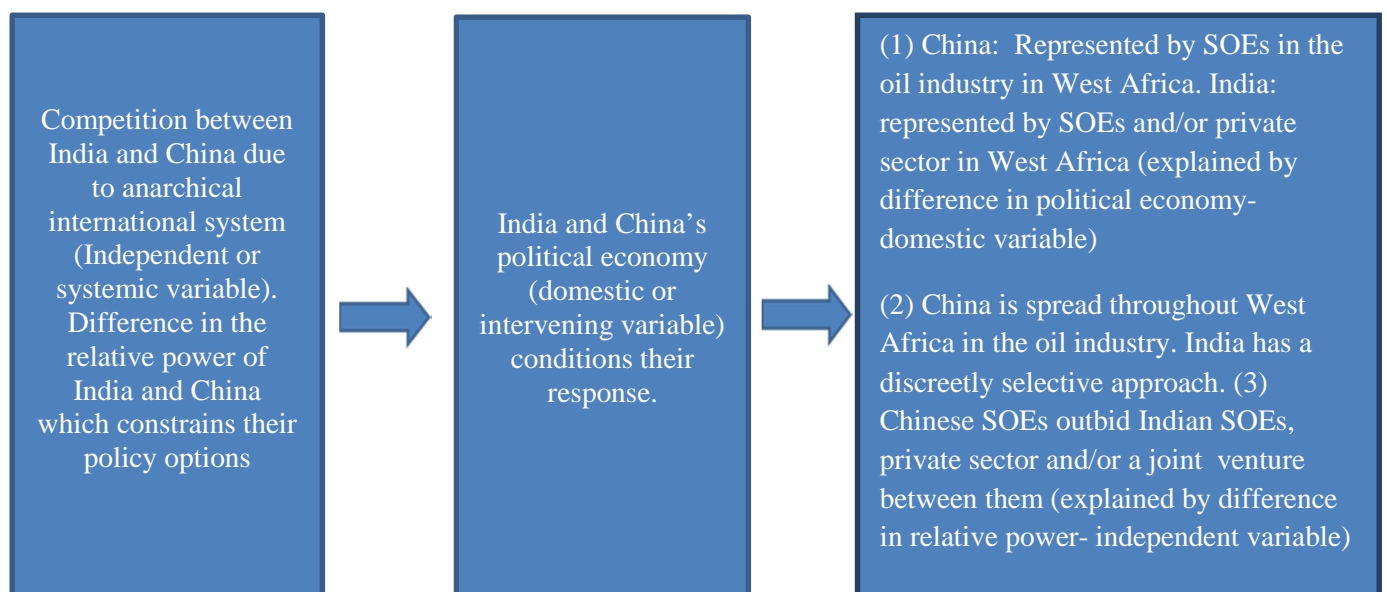 Competition between
India and China due
to anarchical
international system
(Independent or
systemic variable).
Difference in the
relative power of
India and China
which constrains their
policy options
India and China’s
political economy
(domestic or
intervening variable)
conditions their
response.
(1) China: Represented by SOEs in the
oil industry in West Africa. India:
represented by SOEs and/or private
sector in West Africa (explained by
difference in political economy-
domestic variable)
(2) China is spread throughout West
Africa in the oil industry. India has a
discreetly selective approach. (3)
Chinese SOEs outbid Indian SOEs,
private sector and/or a joint venture
between them (explained by difference
in relative power- independent variable)